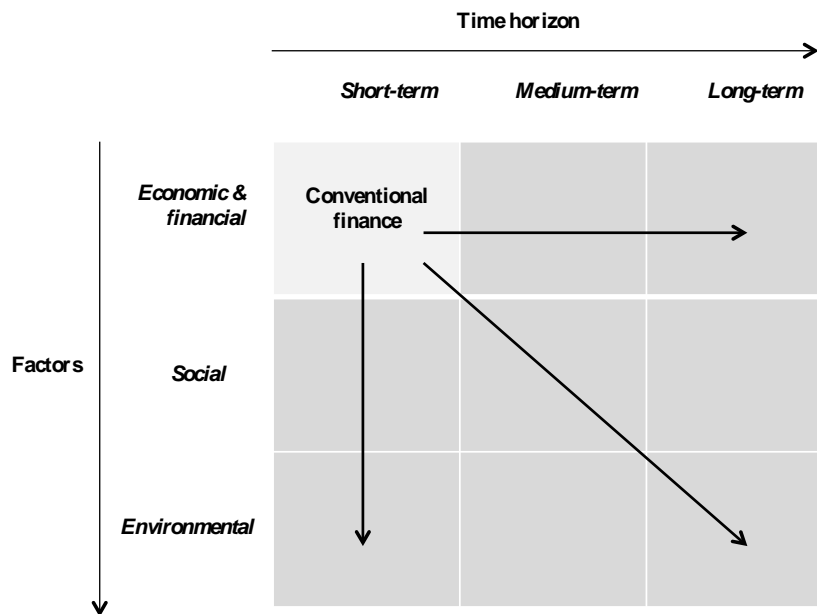 Time horizon
Short-term Medium-term Long-term
Economic &
financial
Conventional
finance
Factors
Social
Environmental